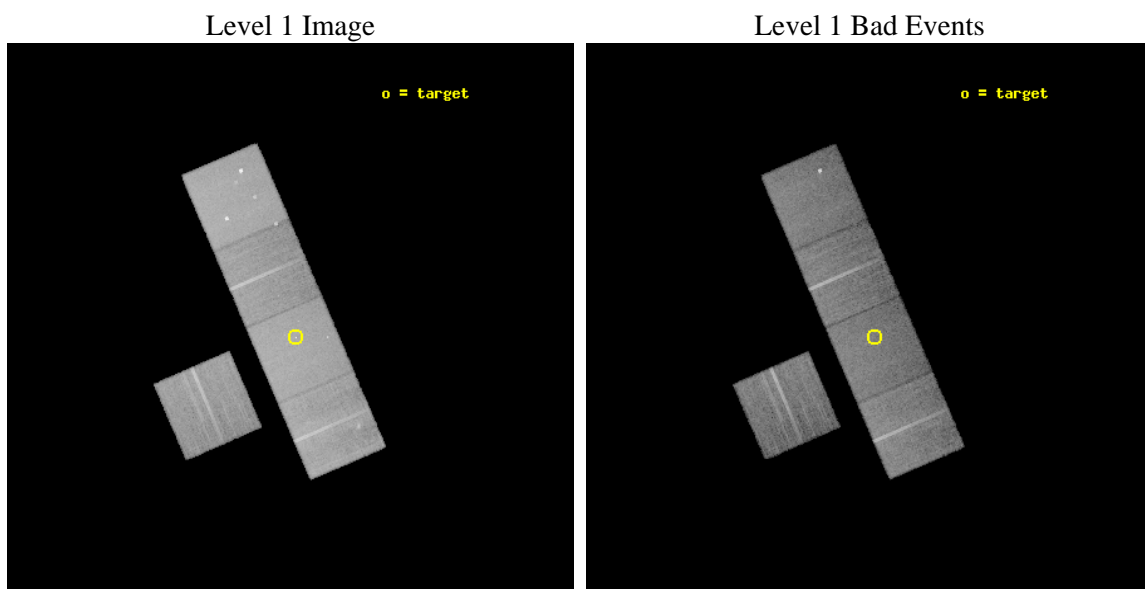 Level 1 Image
Level 1 Bad Events
o = target
o = target